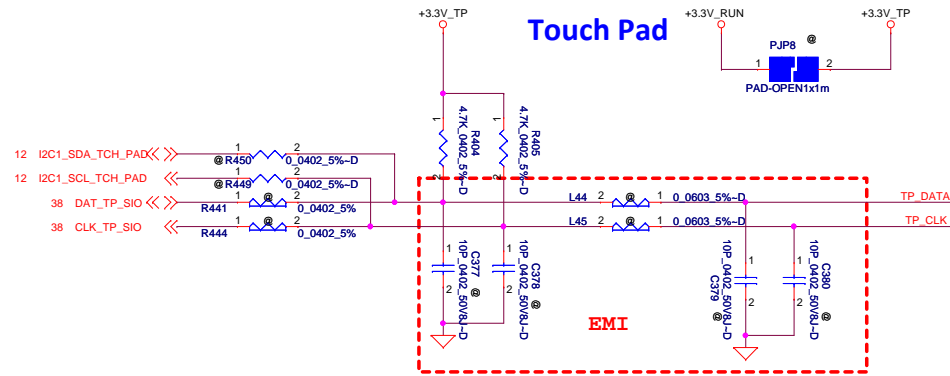 +3.3V_TP
Touch Pad
+3.3V_RUN
+3.3V_TP
PJP8
@
1
2
PAD-OPEN1x1m
1
1
4.7K_0402_5%~D
R404
4.7K_0402_5%~D
R405
2
2
12 I2C1_SDA_TCH_PAD
1
2
@
R450
0_0402_5%~D
12 I2C1_SCL_TCH_PAD
1
2
@
R449
0_0402_5%~D
38 DAT_TP_SIO
1
@
2
R441
0_0402_5%
38 CLK_TP_SIO
1
@
2
R444
0_0402_5%
L44
2
@
1
0_0603_5%~D
TP_DATA
L45
2
@
1
0_0603_5%~D
TP_CLK
1
2
10P_0402_50V8J~D
C377
@
1
2
10P_0402_50V8J~D
C378
@
EMI
1
2
10P_0402_50V8J~D
C379
@
1
2
10P_0402_50V8J~D
C380
@